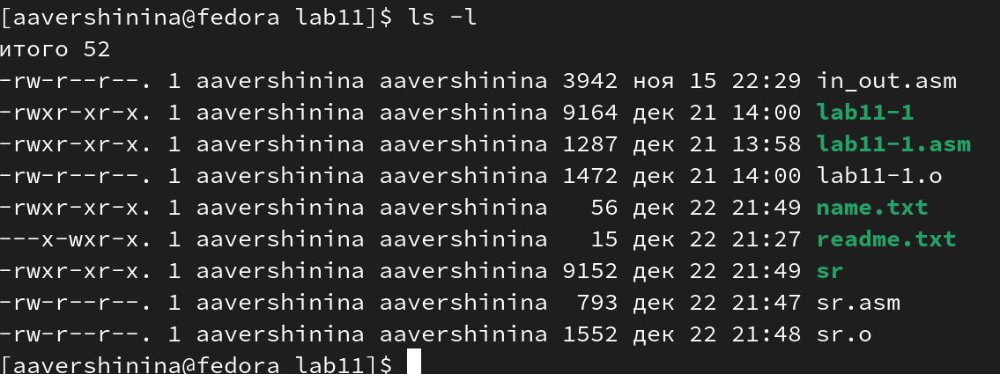 [aavershinina@fedora lab11]$ ls -l
итого 52
-rw-r--r--. 1 aavershinina aavershinina 3942 ноя 15 22:29 in_out.asm
-rwxr-xr-x. 1 aavershinina aavershinina 9164 дек 21 14:00 lab11-1
-rwxr-xr-x. 1 aavershinina aavershinina 1287 дек 21 13:58 lab11-1.asm
-rw-r--r--. 1 aavershinina aavershinina 1472 дек 21 14:00 lab11-1.o
-rwxr-xr-x. 1 aavershinina aavershinina   56 дек 22 21:49 name.txt
---x-wxr-x. 1 aavershinina aavershinina   15 дек 22 21:27 readme.txt
-rwxr-xr-x. 1 aavershinina aavershinina 9152 дек 22 21:49 sr
-rw-r--r--. 1 aavershinina aavershinina  793 дек 22 21:47 sr.asm
-rw-r--r--. 1 aavershinina aavershinina 1552 дек 22 21:48 sr.o
[aavershinina@fedora lab11]$